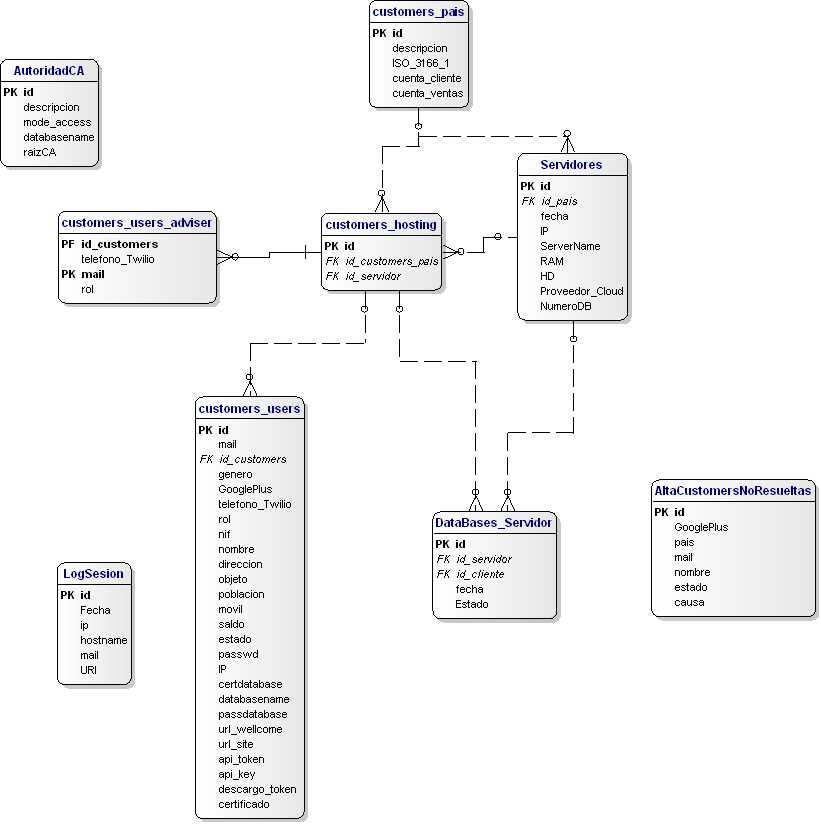 customers_pais
PK id
descripcion
ISO_3166_1
cuenta_cliente
cuenta_ventas
AutoridadCA
PK id
descripcion
mode_access
databasename
raizCA
Servidores
PK id
FK id_pais
fecha
IP
ServerName
RAM
HD
Proveedor_Cloud
NumeroDB
customers_users_adviser
PF id_customers
telefono_Twilio
PK mail
rol
customers_hosting
PK id
FK id_customers_pais
FK id_servidor
customers_users
PK id
mail
FK id_customers
genero
GooglePlus
telefono_Twilio
rol
nif
nombre
direccion
objeto
poblacion
movil
saldo
estado
passwd
IP
certdatabase
databasename
passdatabase
url_wellcome
url_site
api_token
api_key
descargo_token
certificado
DataBases_Servidor
PK id
FK id_servidor
FK id_cliente
fecha
Estado
AltaCustomersNoResueltas
PK id
GooglePlus
pais
mail
nombre
estado
causa
LogSesion
PK id
Fecha
ip
hostname
mail
URI